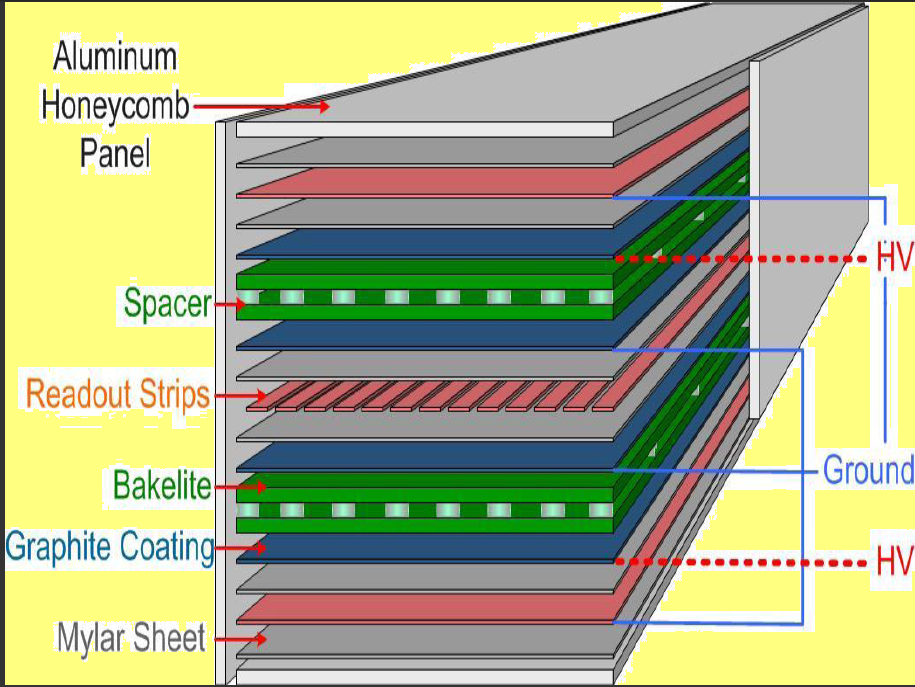 Aluminum
Honeycomb
Panel
HV
Spacer
Readout Strips
Ground
Bakelite
Graphite Coating
HV
Mylar Sheet